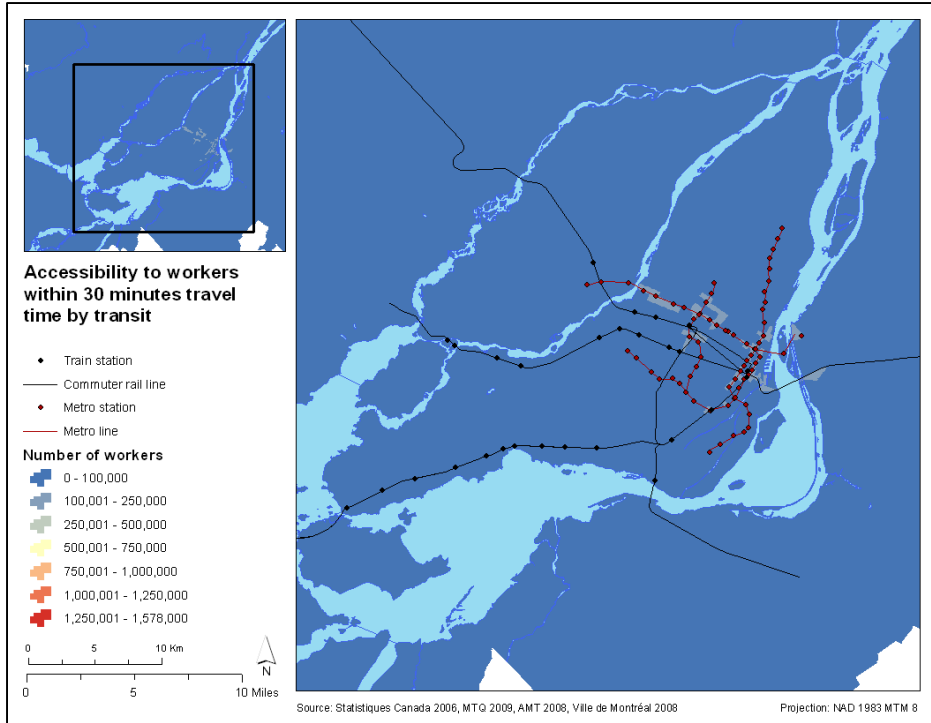 Accessibility to workers
within 30 minutes travel
time by transit
Train station
Commuter rail line
Metro station
Metro line
Number of workers
0 - 100,000
100,001 - 250,000
250,001 - 500,000
500,001 - 750,000
750,001 - 1,000,000
1,000,001 - 1,250,000
1,250,001 - 1,578,000
0 5 10 Km
N
0 5 10 Miles
Source: Statistiques Canada 2006, MTQ 2009, AMT 2008, Ville de Montréal 2008
Projection: NAD 1983 MTM 8